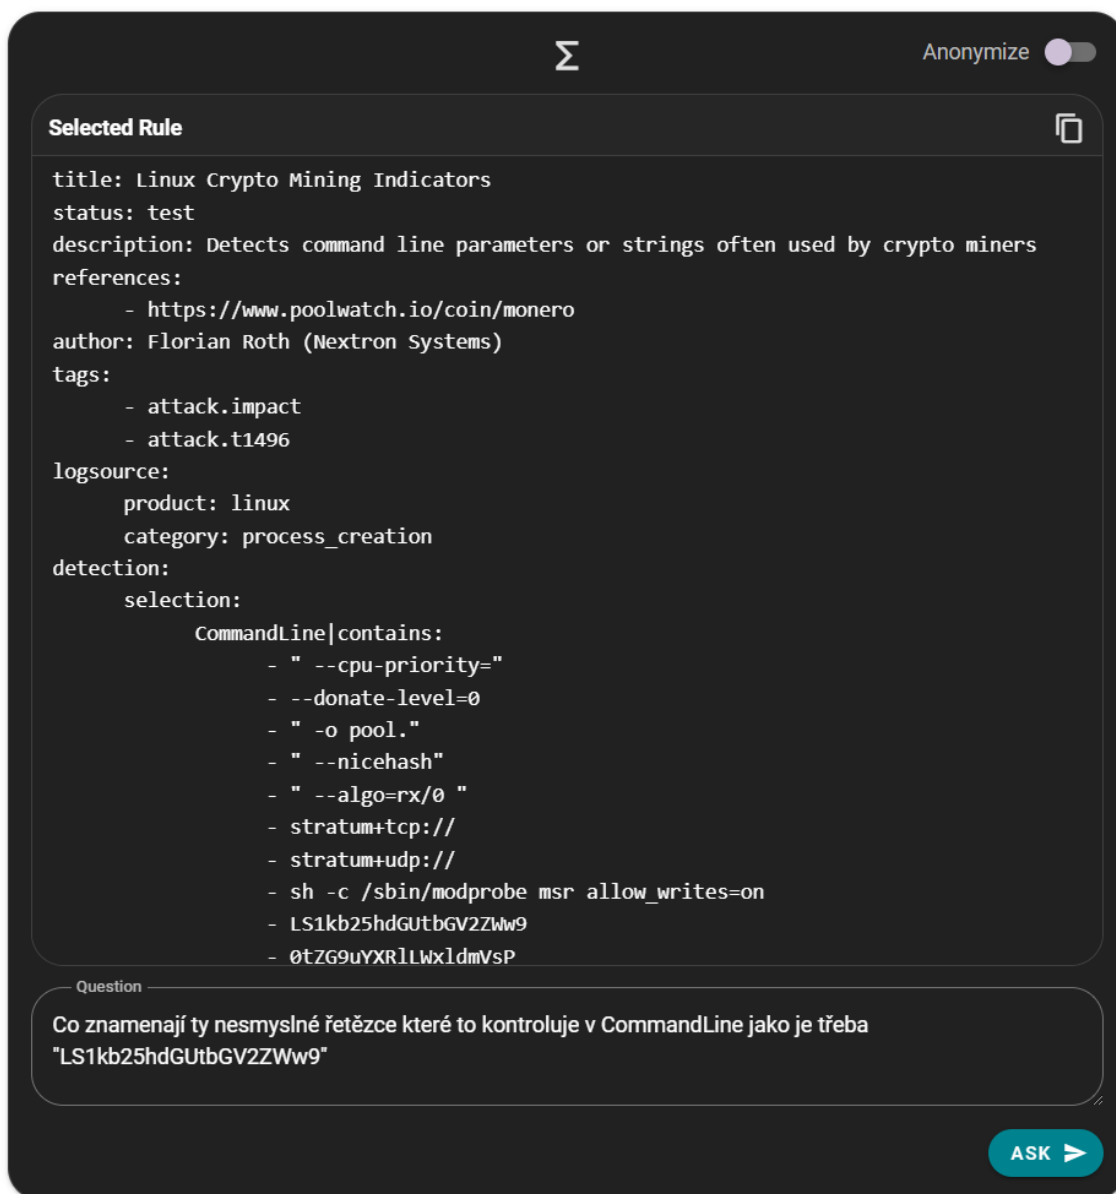 Σ
Anonymize
Selected Rule
title: Linux Crypto Mining Indicators
status: test
description: Detects command line parameters or strings often used by crypto miners
references:
- https://www.poolwatch.io/coin/monero
author: Florian Roth (Nextron Systems)
tags:
- attack.impact
- attack.t1496
logsource:
product: linux
category: process_creation
detection:
selection:
CommandLine|contains:
- " --cpu-priority="
- --donate-level=0
- " -o pool."
- " --nicehash"
- " --algo=rx/0 "
- stratum+tcp://
- stratum+udp://
- sh -c /sbin/modprobe msr allow_writes=on
- LS1kb25hdGUtbGV2ZWw9
- 0tZG9uYXRlLWxldmVsP
Question
Co znamenají ty nesmyslné řetězce které to kontroluje v CommandLine jako je třeba
"LS1kb25hdGUtbGV2ZWw9"
ASK